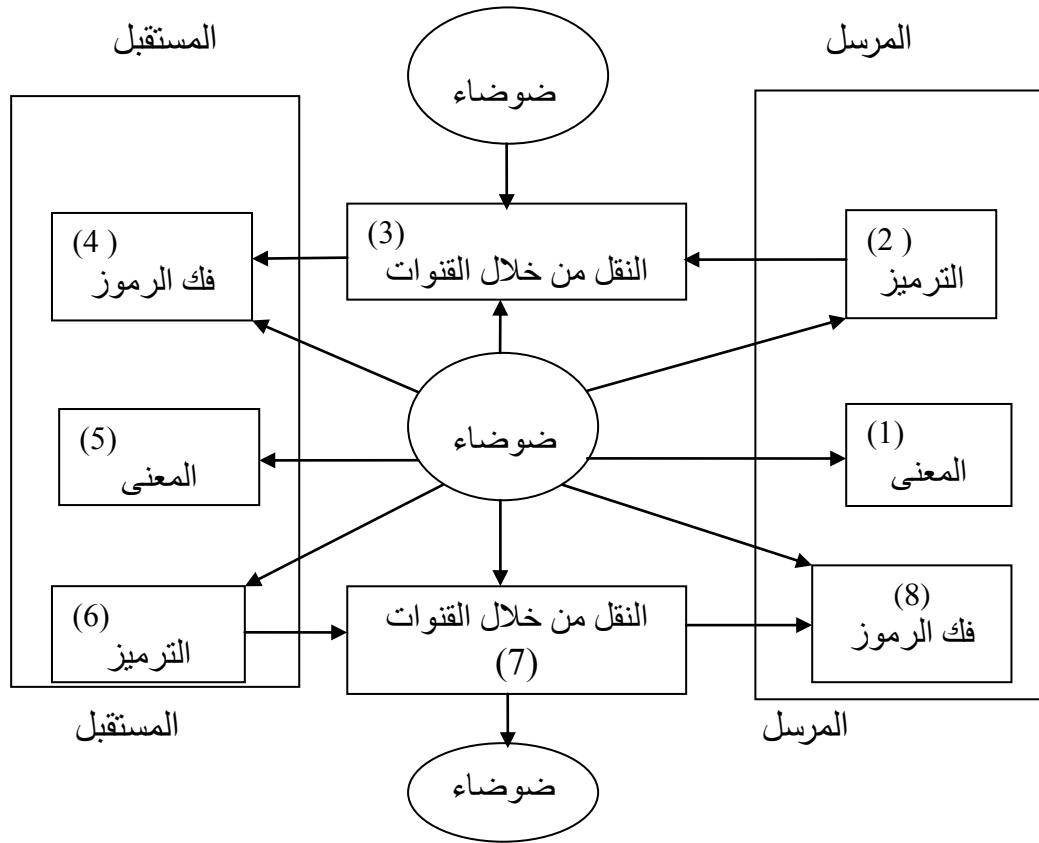 المرسل
المستقبل
ضوضاء
(2 )
الترميز
(3)
النقل من خلال القنوات
(4 )
فك الرموز
ضوضاء
(1)
المعنى
(5)
المعنى
(8)
فك الرموز
النقل من خلال القنوات
(7)
(6)
الترميز
المرسل
المستقبل
ضوضاء